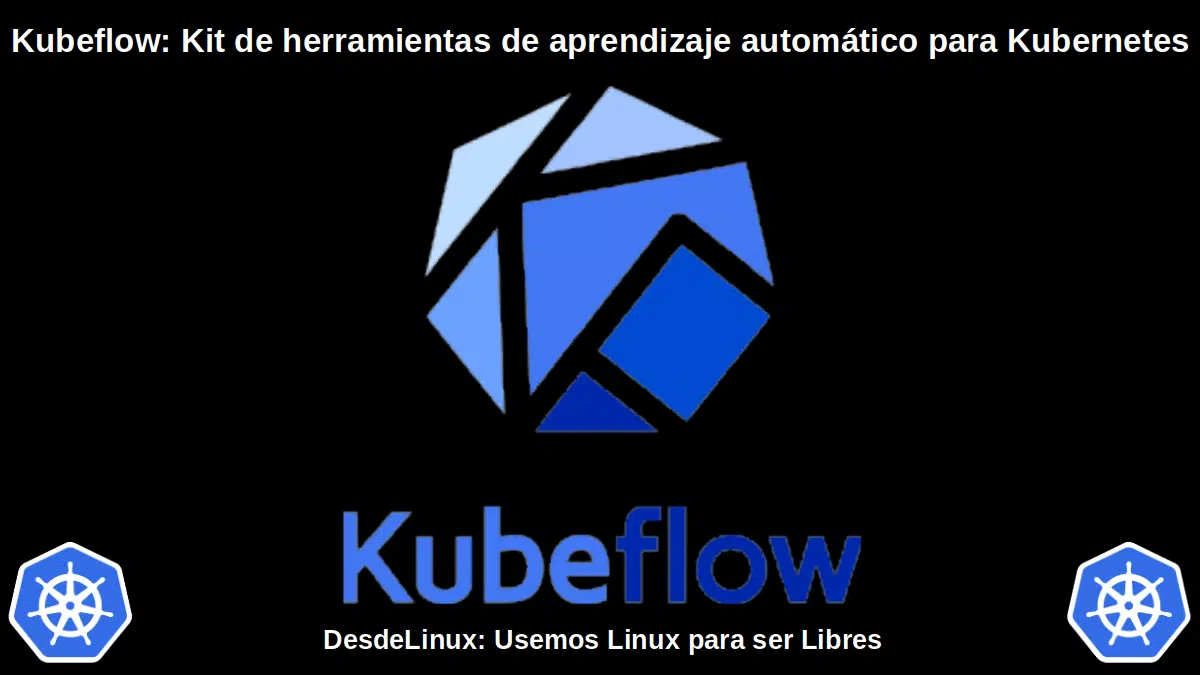 Kubeflow: Kit de herramientas de aprendizaje automático para Kubernetes
Kubeflow
DesdeLinux: Usemos Linux para ser Libres